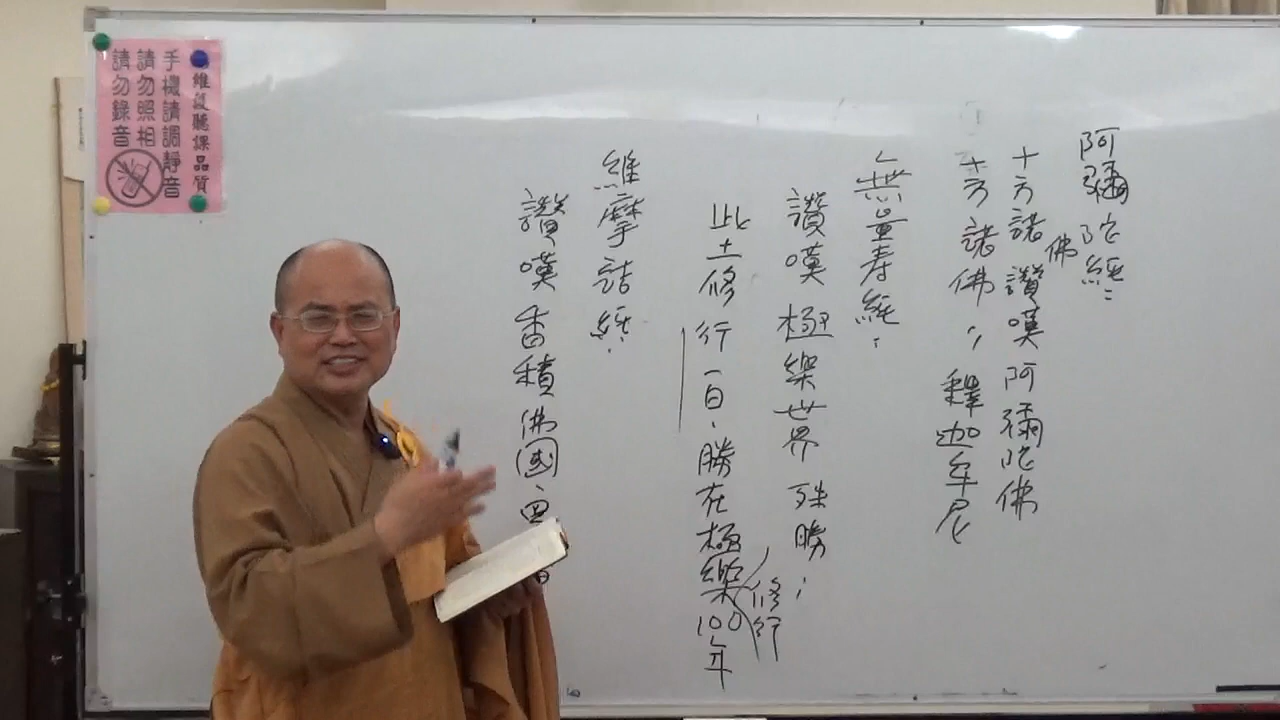 阿彌陀經：
十方諸佛讚嘆阿彌陀佛
十方諸佛；釋迦牟尼
無量壽經：
讚嘆極樂世界殊勝；
此土修行一日，勝在極樂修行100年
維摩詰經：
讚嘆香積佛國、
維護聽課品質
手機請調靜音
請勿照相
請勿錄音